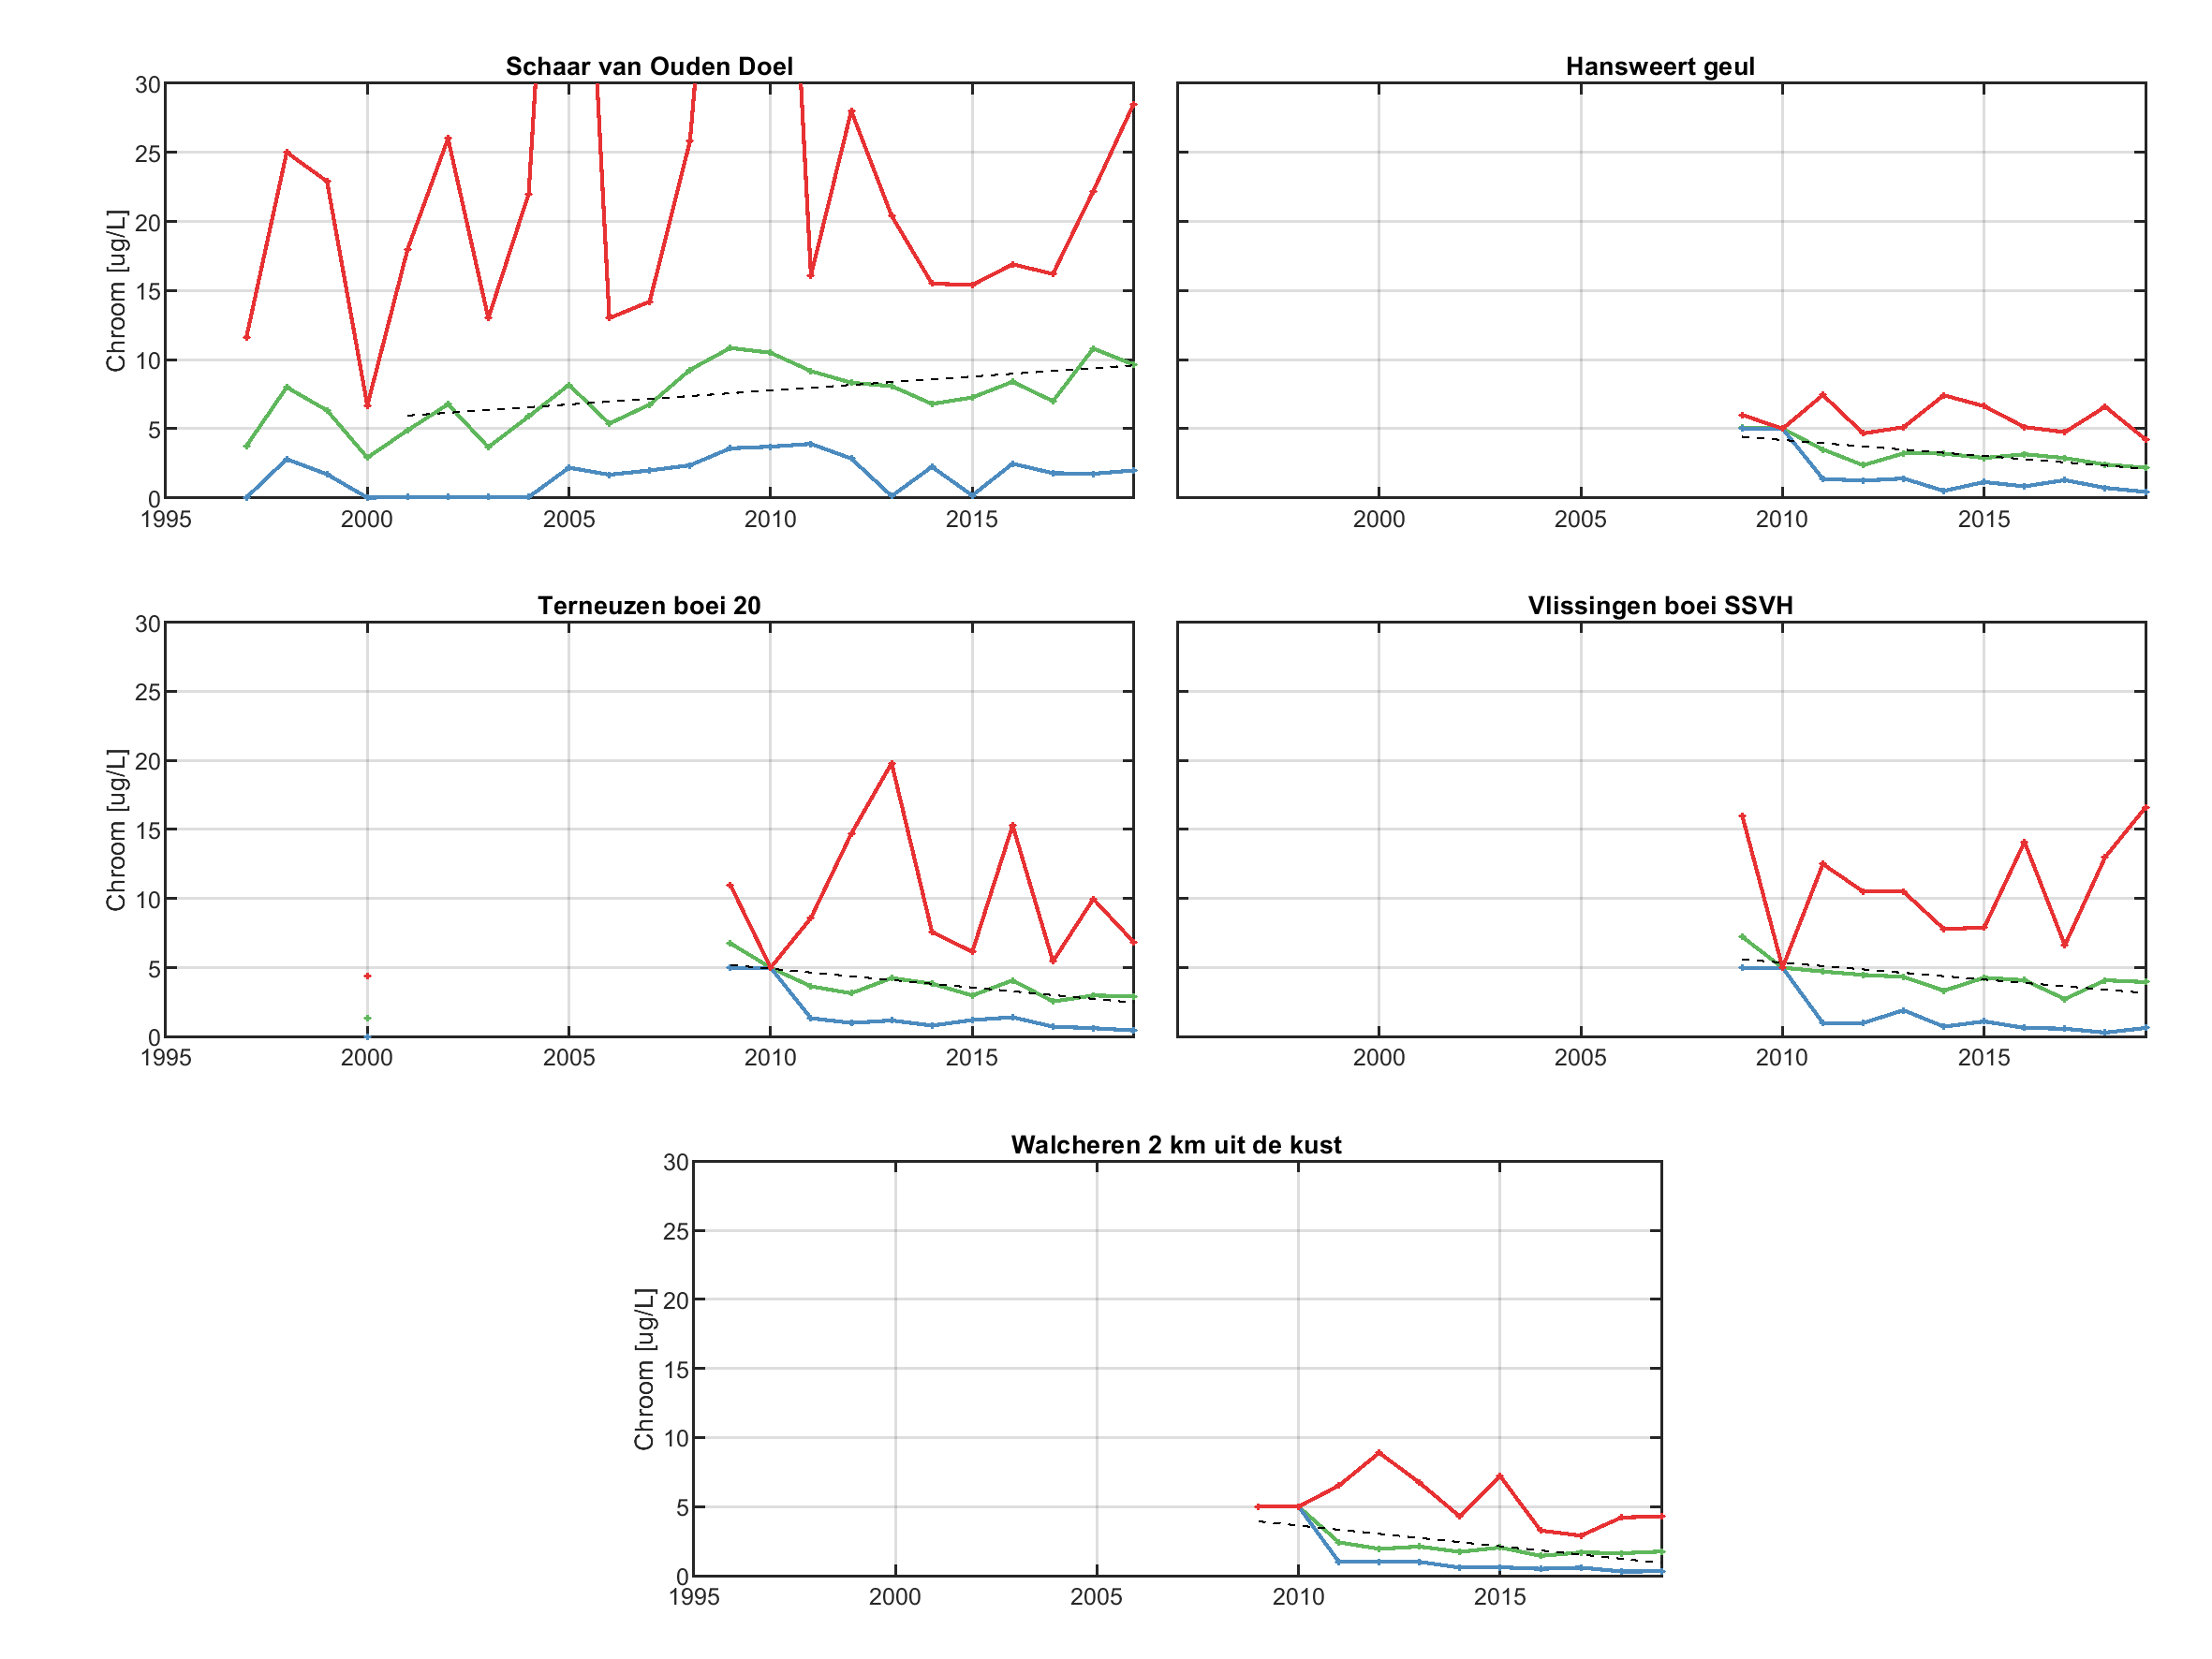 Schaar van Ouden Doel
Hansweert geul
30
25
20
15
10
5
0
Chroom [ug/L]
1995 2000 2005 2010 2015
2000 2005 2010 2015
Terneuzen boei 20
Vlissingen boei SSVH
30
25
20
15
10
5
0
Chroom [ug/L]
1995 2000 2005 2010 2015
2000 2005 2010 2015
Walcheren 2 km uit de kust
30
25
20
15
10
5
0
Chroom [ug/L]
1995 2000 2005 2010 2015